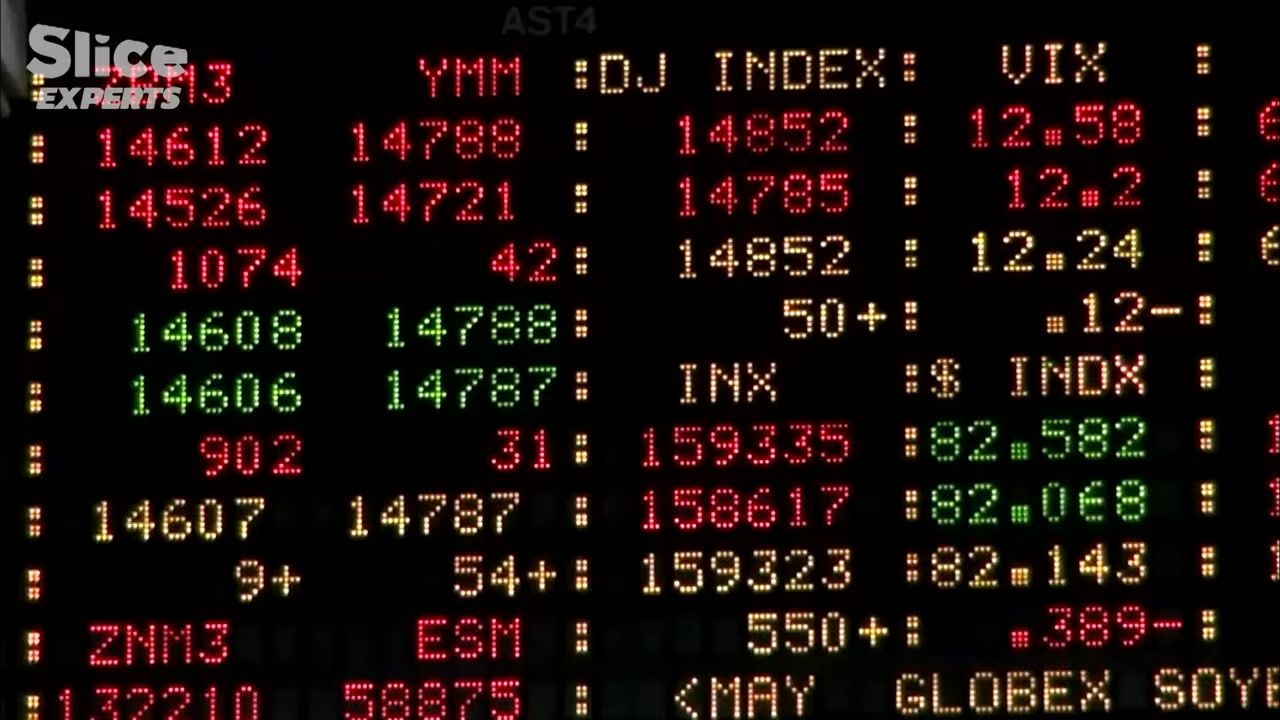 AST4
Slice
EXPERTS
M3 YMM DJ INDEX VIX
14612 14788 14852 12.58
14526 14721 14785 12.2
1074 42 14852 12.24
14608 14788 50+ .12-
14606 14787 INX $ INDX
902 31 159335 82.582
14607 14787 158617 82.068
9+ 54+ 159323 82.143
ZNM3 ESM 550+ .389-
132210 58875 <MAY GLOBEX